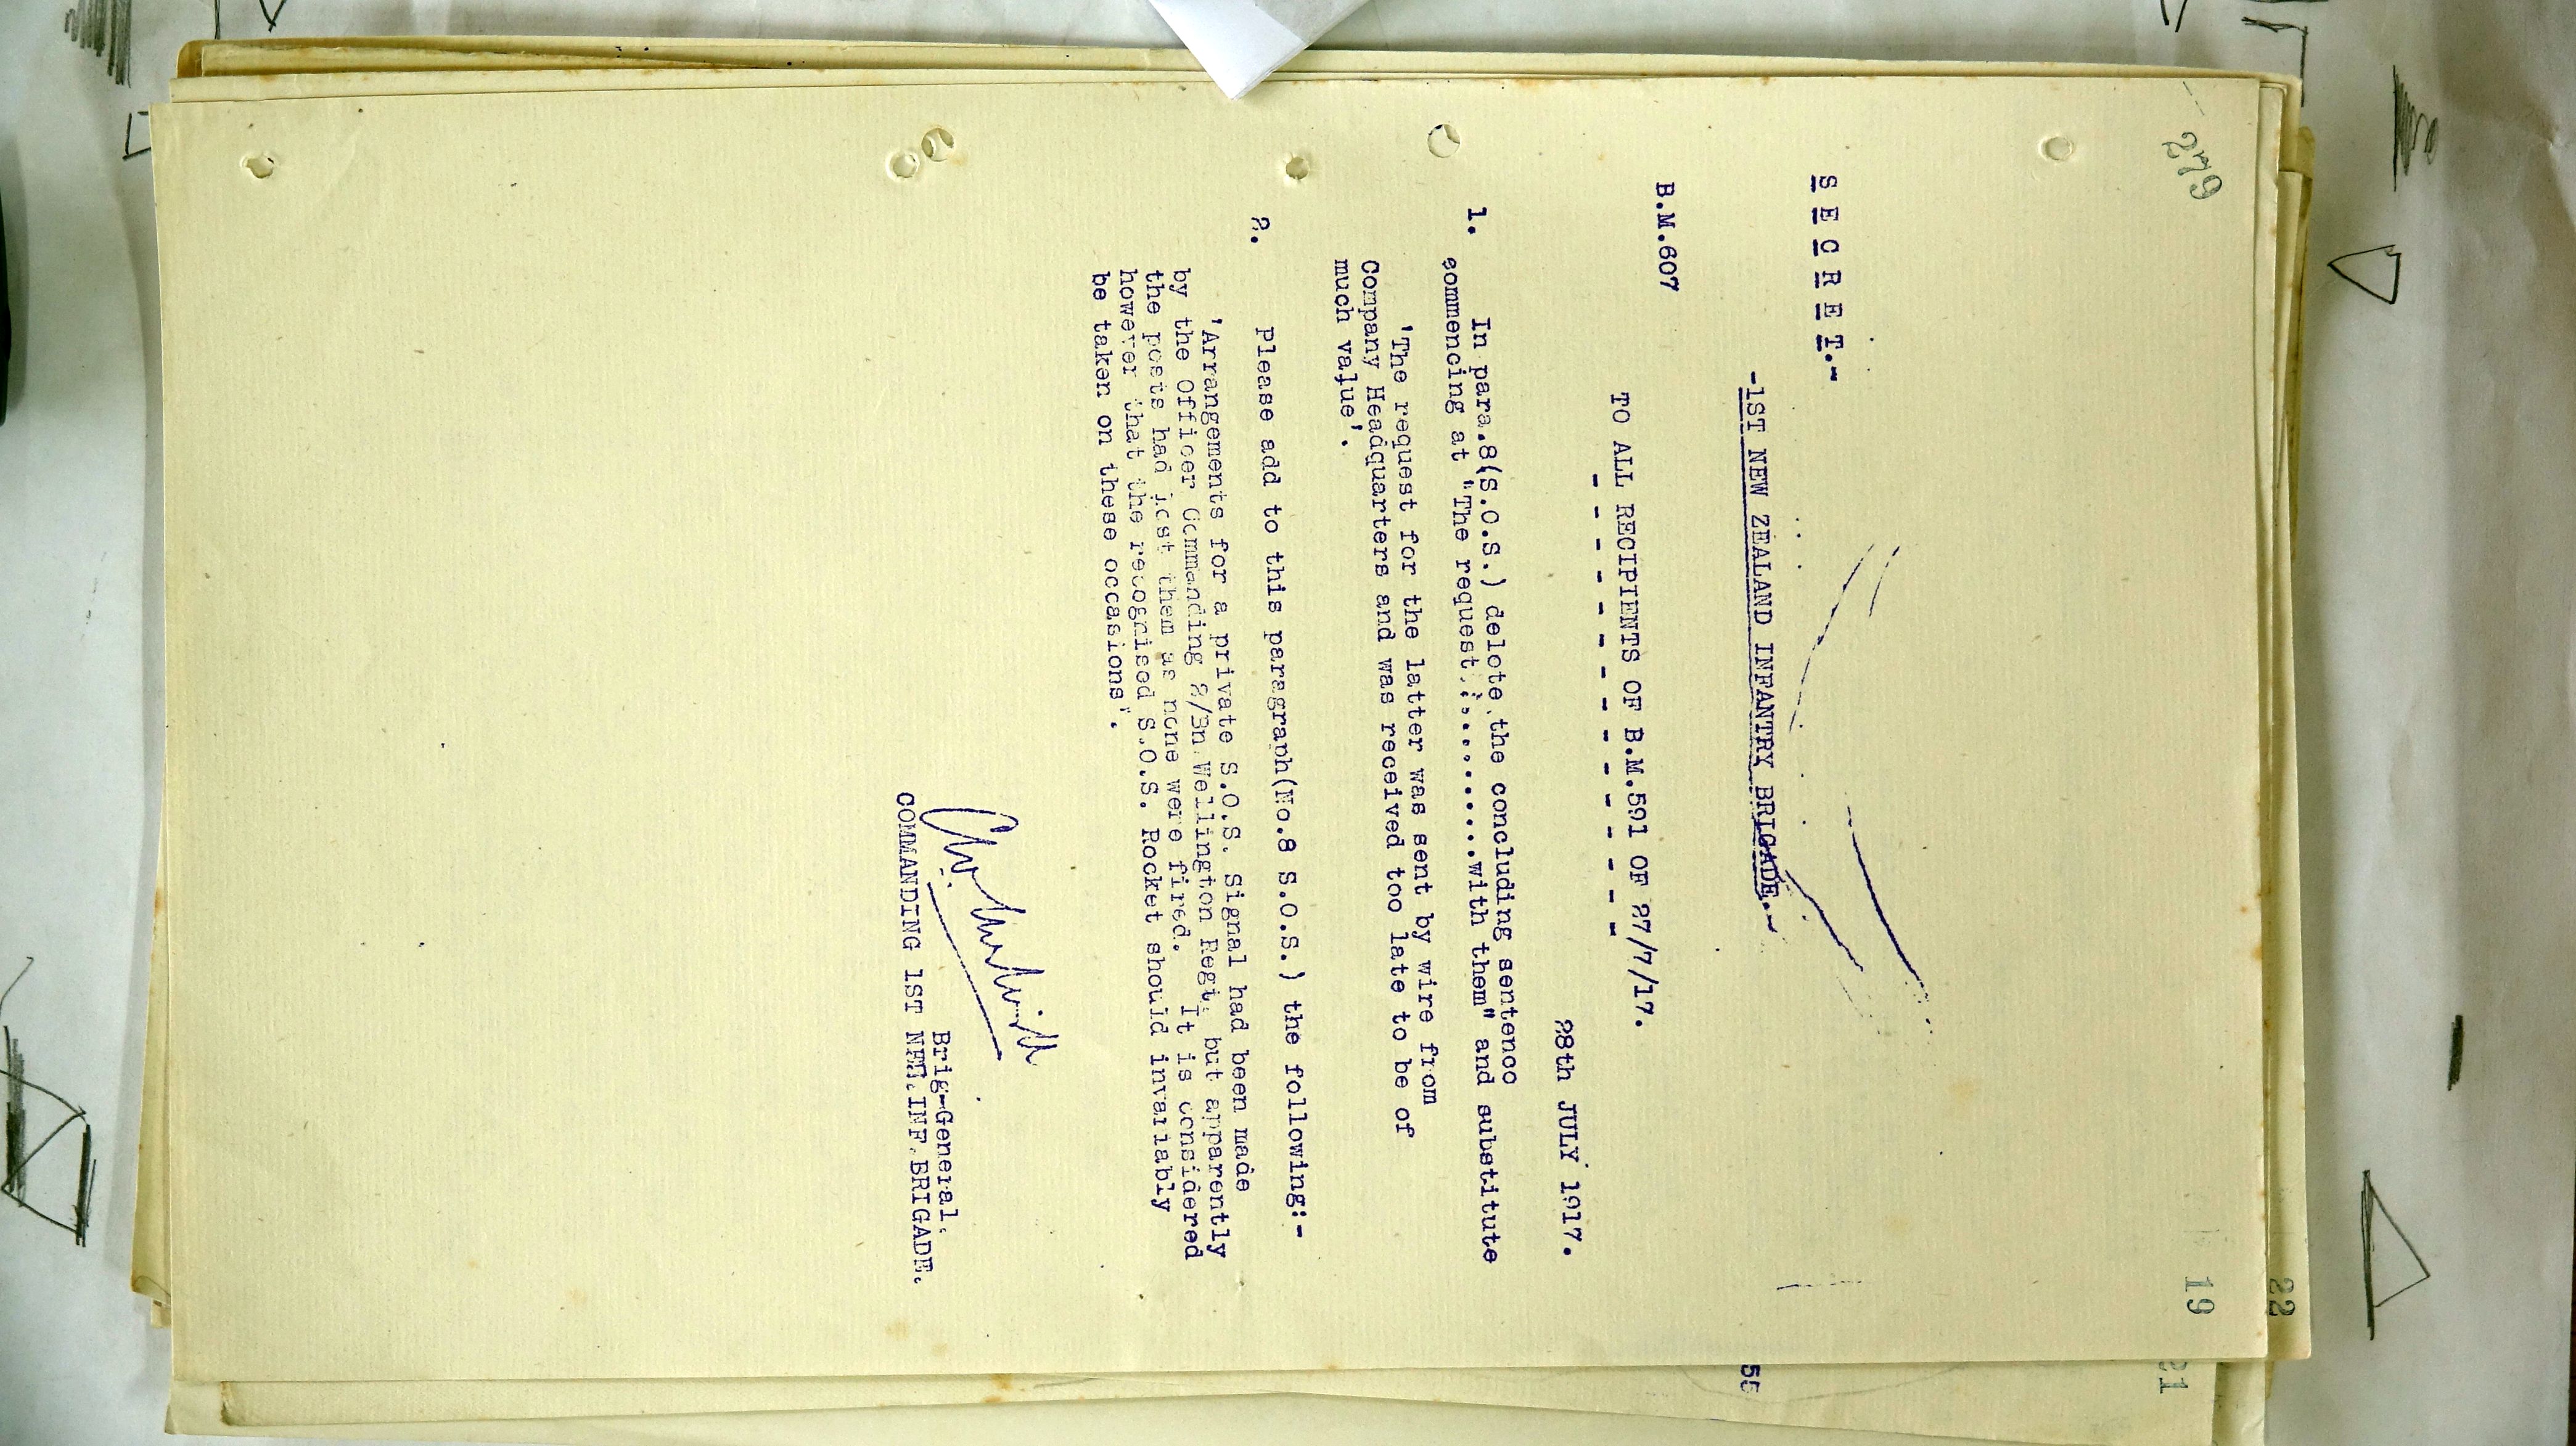 279
19
22
21
55
S E C R E T.-
-1ST NEW ZEALAND INFANTRY BRIGADE.-
B.M.607
28th JULY 1917.
TO ALL RECIPIENTS OF B.M.591 OF 27/7/17.
- - - - - - - - - - - - - -
1. In para.8(S.O.S.) delote the concluding sentenco
commencing at "The request..............with them" and substitute
'The request for the latter was sent by wire from
Company Headquarters and was received too late to be of
much value'.
2. Please add to this paragraph(No.8 S.O.S.) the following:-
'Arrangements for a private S.O.S. Signal had been made
by the Officer Commanding 2/Bn.Wellington Regt. but apparently
the posts had lost them as none were fired. It is considered
however that the recognised S.O.S. Rocket should invariably
be taken on these occasions'.
Brig-General.
COMMANDING 1ST INF.BRIGADE.